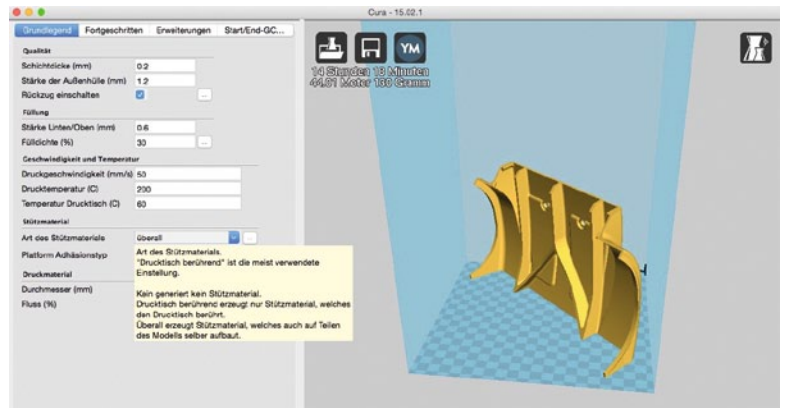 Cura - 15.02.1
Grundlegend Fortgeschritten Erweiterungen Start/End-GC...
Qualität
Schichtdicke (mm) 0.2
Stärke der Außenhülle (mm) 1.2
Rückzug einschalten ...
Füllung
Stärke Unten/Oben (mm) 0.6
Fülldichte (%) 30 ...
Geschwindigkeit und Temperatur
Druckgeschwindigkeit (mm/s) 50
Drucktemperatur (C) 200
Temperatur Drucktisch (C) 60
Stützmaterial
Art des Stützmaterials überall ...
Platform Adhäsionstyp
Druckmaterial
Durchmesser (mm)
Fluss (%)
Art des Stützmaterials.
"Drucktisch berührend" ist die meist verwendete
Einstellung.
Kein generiert kein Stützmaterial.
Drucktisch berührend erzeugt nur Stützmaterial, welches
den Drucktisch berührt.
Überall erzeugt Stützmaterial, welches auch auf Teilen
des Modells selber aufbaut.
YM
14 Stunden 13 Minuten
44.01 Meter 130 Gramm